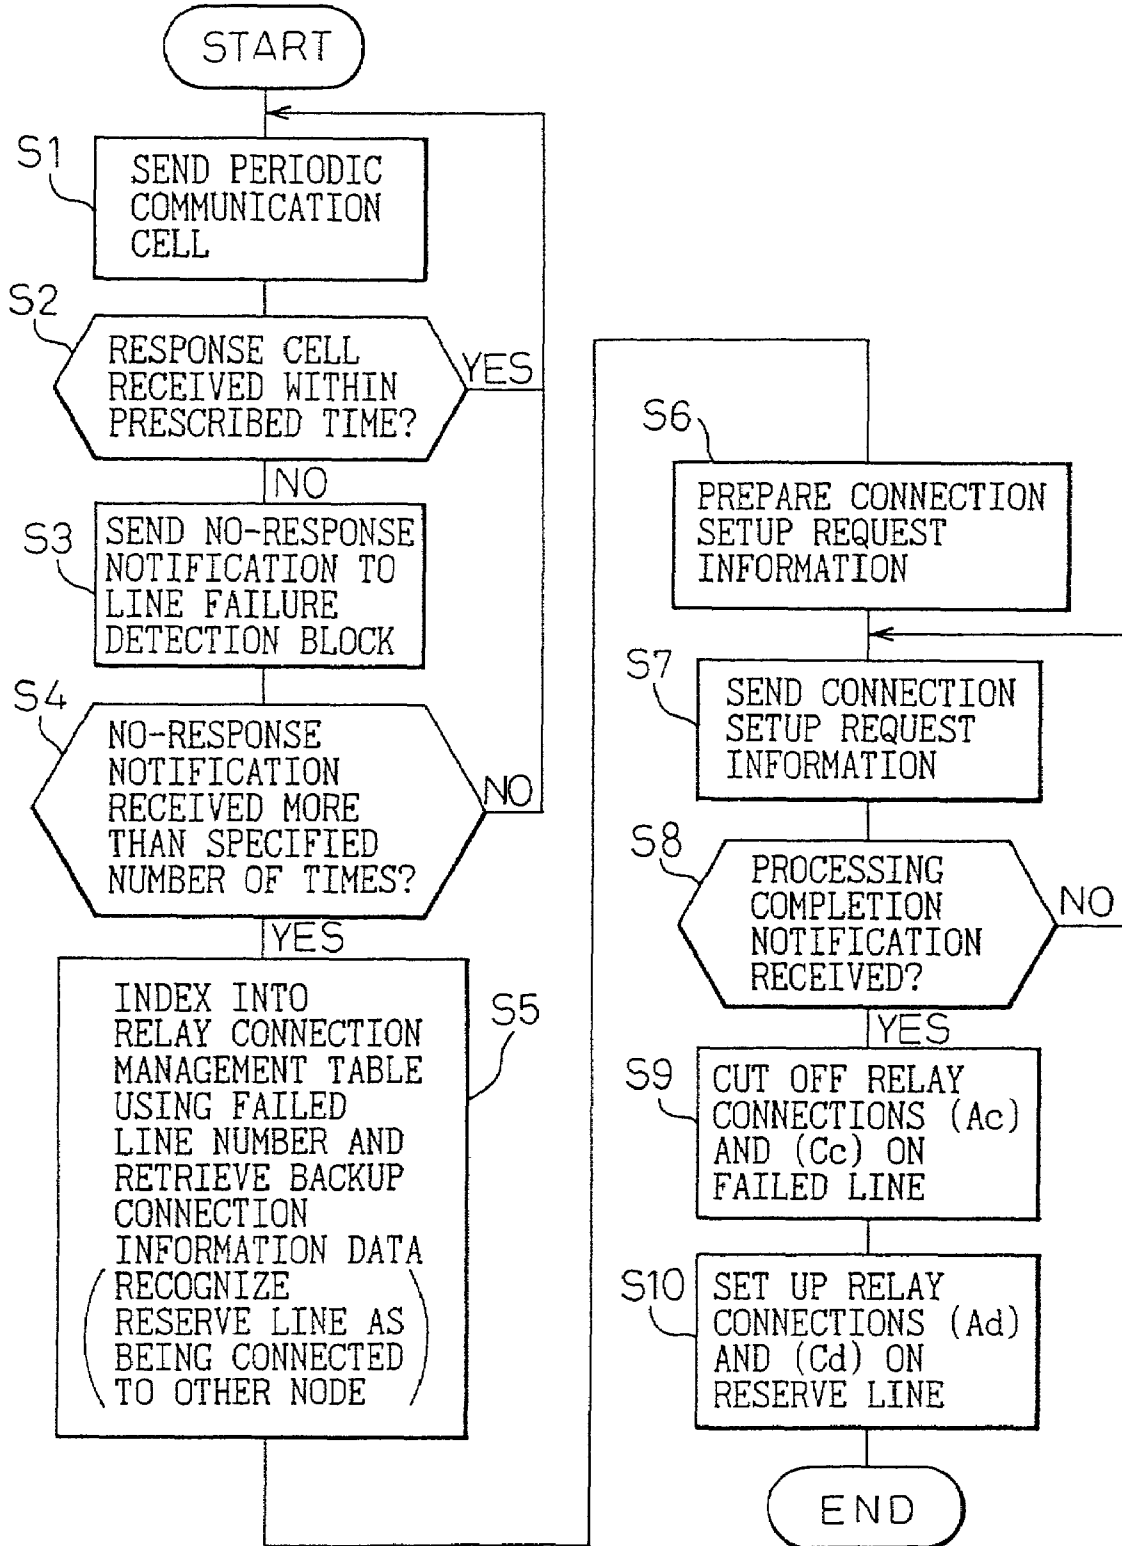 START
S1
SEND PERIODIC
COMMUNICATION
CELL
S2
RESPONSE CELL
RECEIVED WITHIN
PRESCRIBED TIME?
YES
NO
S3
SEND NO-RESPONSE
NOTIFICATION TO
LINE FAILURE
DETECTION BLOCK
S4
NO-RESPONSE
NOTIFICATION
RECEIVED MORE
THAN SPECIFIED
NUMBER OF TIMES?
NO
YES
S5
INDEX INTO
RELAY CONNECTION
MANAGEMENT TABLE
USING FAILED
LINE NUMBER AND
RETRIEVE BACKUP
CONNECTION
INFORMATION DATA
(RECOGNIZE
RESERVE LINE AS
BEING CONNECTED
TO OTHER NODE)
S6
PREPARE CONNECTION
SETUP REQUEST
INFORMATION
S7
SEND CONNECTION
SETUP REQUEST
INFORMATION
S8
PROCESSING
COMPLETION
NOTIFICATION
RECEIVED?
NO
YES
S9
CUT OFF RELAY
CONNECTIONS (Ac)
AND (Cc) ON
FAILED LINE
S10
SET UP RELAY
CONNECTIONS (Ad)
AND (Cd) ON
RESERVE LINE
END